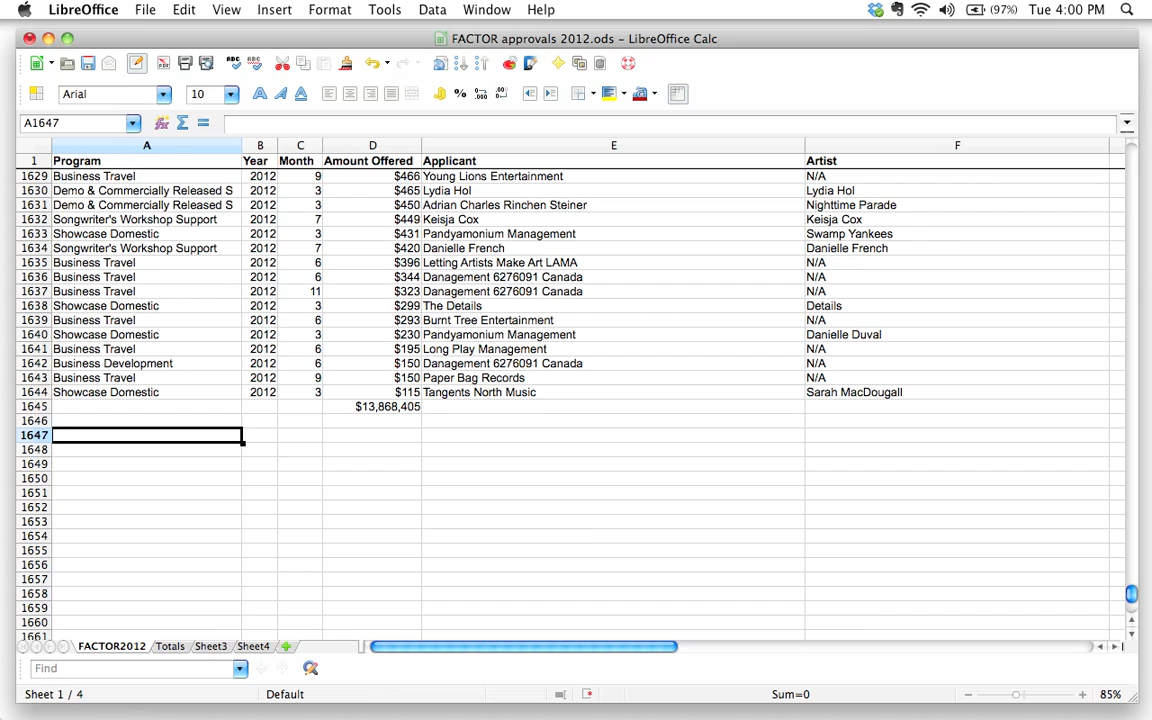 LibreOffice File Edit View Insert Format Tools Data Window Help (97%) Tue 4:00 PM
FACTOR approvals 2012.ods – LibreOffice Calc
Arial 10
A1647
A B C D E F
1 Program Year Month Amount Offered Applicant Artist
1629 Business Travel 2012 9 $466 Young Lions Entertainment N/A
1630 Demo & Commercially Released S 2012 3 $465 Lydia Hol Lydia Hol
1631 Demo & Commercially Released S 2012 3 $450 Adrian Charles Rinchen Steiner Nighttime Parade
1632 Songwriter's Workshop Support 2012 7 $449 Keisja Cox Keisja Cox
1633 Showcase Domestic 2012 3 $431 Pandyamonium Management Swamp Yankees
1634 Songwriter's Workshop Support 2012 7 $420 Danielle French Danielle French
1635 Business Travel 2012 6 $396 Letting Artists Make Art LAMA N/A
1636 Business Travel 2012 6 $344 Danagement 6276091 Canada N/A
1637 Business Travel 2012 11 $323 Danagement 6276091 Canada N/A
1638 Showcase Domestic 2012 3 $299 The Details Details
1639 Business Travel 2012 6 $293 Burnt Tree Entertainment N/A
1640 Showcase Domestic 2012 3 $230 Pandyamonium Management Danielle Duval
1641 Business Travel 2012 6 $195 Long Play Management N/A
1642 Business Development 2012 6 $150 Danagement 6276091 Canada N/A
1643 Business Travel 2012 9 $150 Paper Bag Records N/A
1644 Showcase Domestic 2012 3 $115 Tangents North Music Sarah MacDougall
1645 $13,868,405
1646
1647
1648
1649
1650
1651
1652
1653
1654
1655
1656
1657
1658
1659
1660
1661
FACTOR2012 Totals Sheet3 Sheet4
Find
Sheet 1 / 4 Default Sum=0 85%